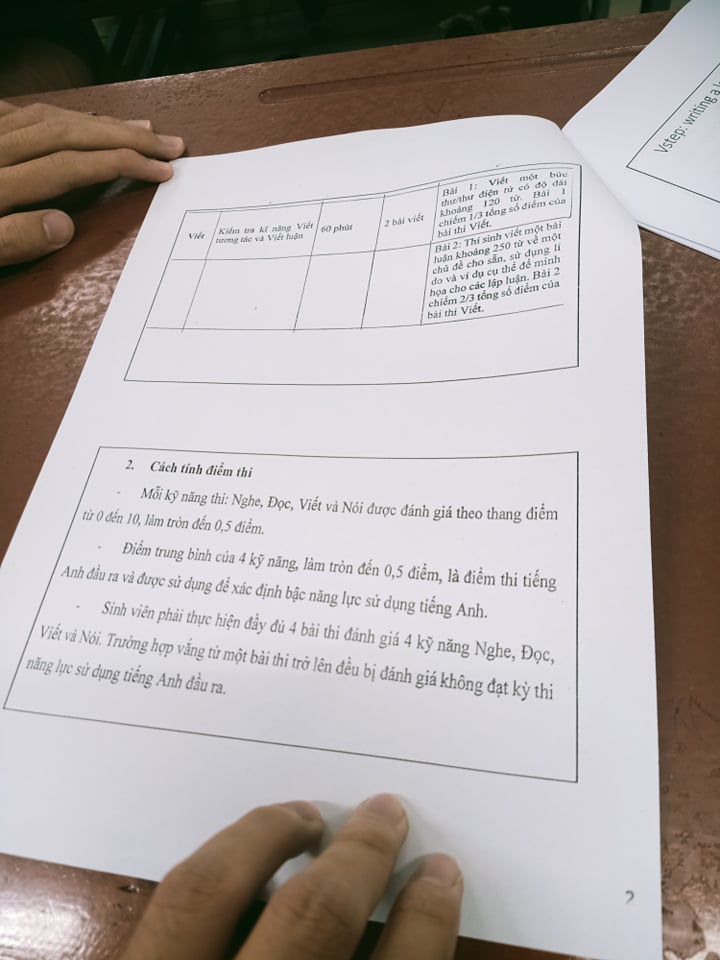 Vstep: writing a
Viết
Kiểm tra kĩ năng Viết
tương tác và Viết luận
60 phút
2 bài viết
Bài 1: Viết một bức
thư/thư điện tử có độ dài
khoảng 120 từ. Bài 1
chiếm 1/3 tổng số điểm của
bài thi Viết.
Bài 2: Thí sinh viết một bài
luận khoảng 250 từ về một
chủ đề cho sẵn, sử dụng lí
do và ví dụ cụ thể để minh
họa cho các lập luận. Bài 2
chiếm 2/3 tổng số điểm của
bài thi Viết.
2. Cách tính điểm thi
- Mỗi kỹ năng thi: Nghe, Đọc, Viết và Nói được đánh giá theo thang điểm
từ 0 đến 10, làm tròn đến 0,5 điểm.
- Điểm trung bình của 4 kỹ năng, làm tròn đến 0,5 điểm, là điểm thi tiếng
Anh đầu ra và được sử dụng để xác định bậc năng lực sử dụng tiếng Anh.
- Sinh viên phải thực hiện đầy đủ 4 bài thi đánh giá 4 kỹ năng Nghe, Đọc,
Viết và Nói. Trường hợp vắng từ một bài thi trở lên đều bị đánh giá không đạt kỳ thi
năng lực sử dụng tiếng Anh đầu ra.
2